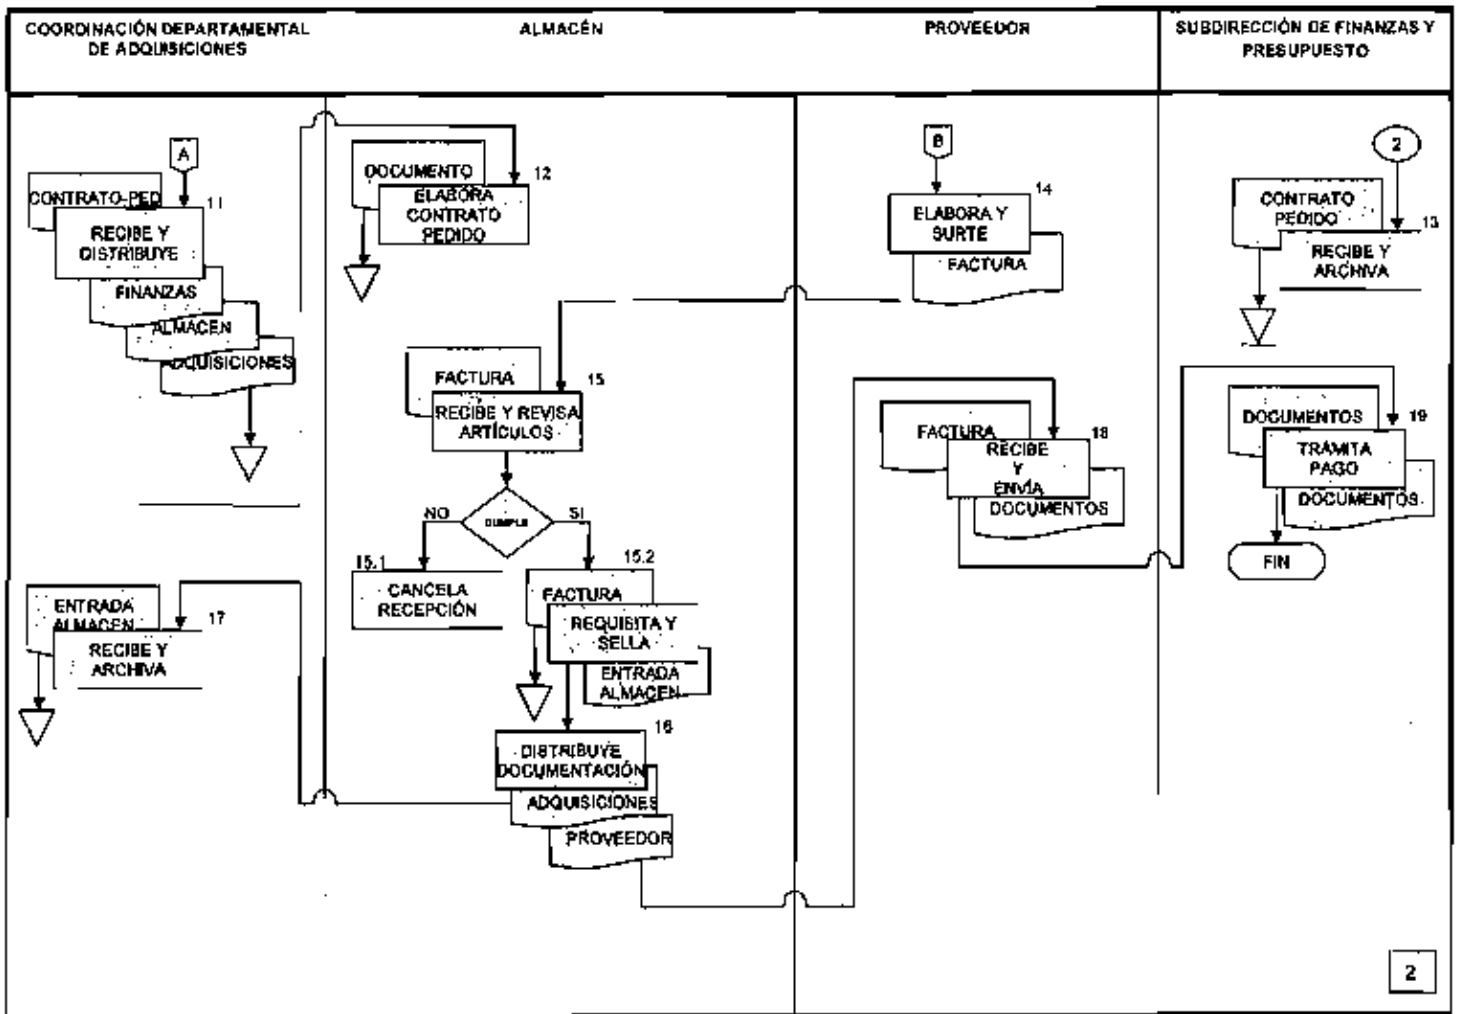 COORDINACIÓN DEPARTAMENTAL
DE ADQUISICIONES
ALMACÉN
PROVEEDOR
SUBDIRECCIÓN DE FINANZAS Y
PRESUPUESTO
A
CONTRATO-PED
11
RECIBE Y
DISTRIBUYE
FINANZAS
ALMACEN
ADQUISICIONES
DOCUMENTO
12
ELABORA
CONTRATO
PEDIDO
B
14
ELABORA Y
SURTE
FACTURA
2
CONTRATO
PEDIDO
13
RECIBE Y
ARCHIVA
FACTURA
15
RECIBE Y REVISA
ARTÍCULOS
CUMPLE
NO
SI
15.1
CANCELA
RECEPCIÓN
15.2
FACTURA
REQUISITA Y
SELLA
ENTRADA
ALMACEN
16
DISTRIBUYE
DOCUMENTACIÓN
ADQUISICIONES
PROVEEDOR
ENTRADA
ALMACEN
17
RECIBE Y
ARCHIVA
FACTURA
18
RECIBE
Y
ENVÍA
DOCUMENTOS
DOCUMENTOS
19
TRAMITA
PAGO
DOCUMENTOS
FIN
2